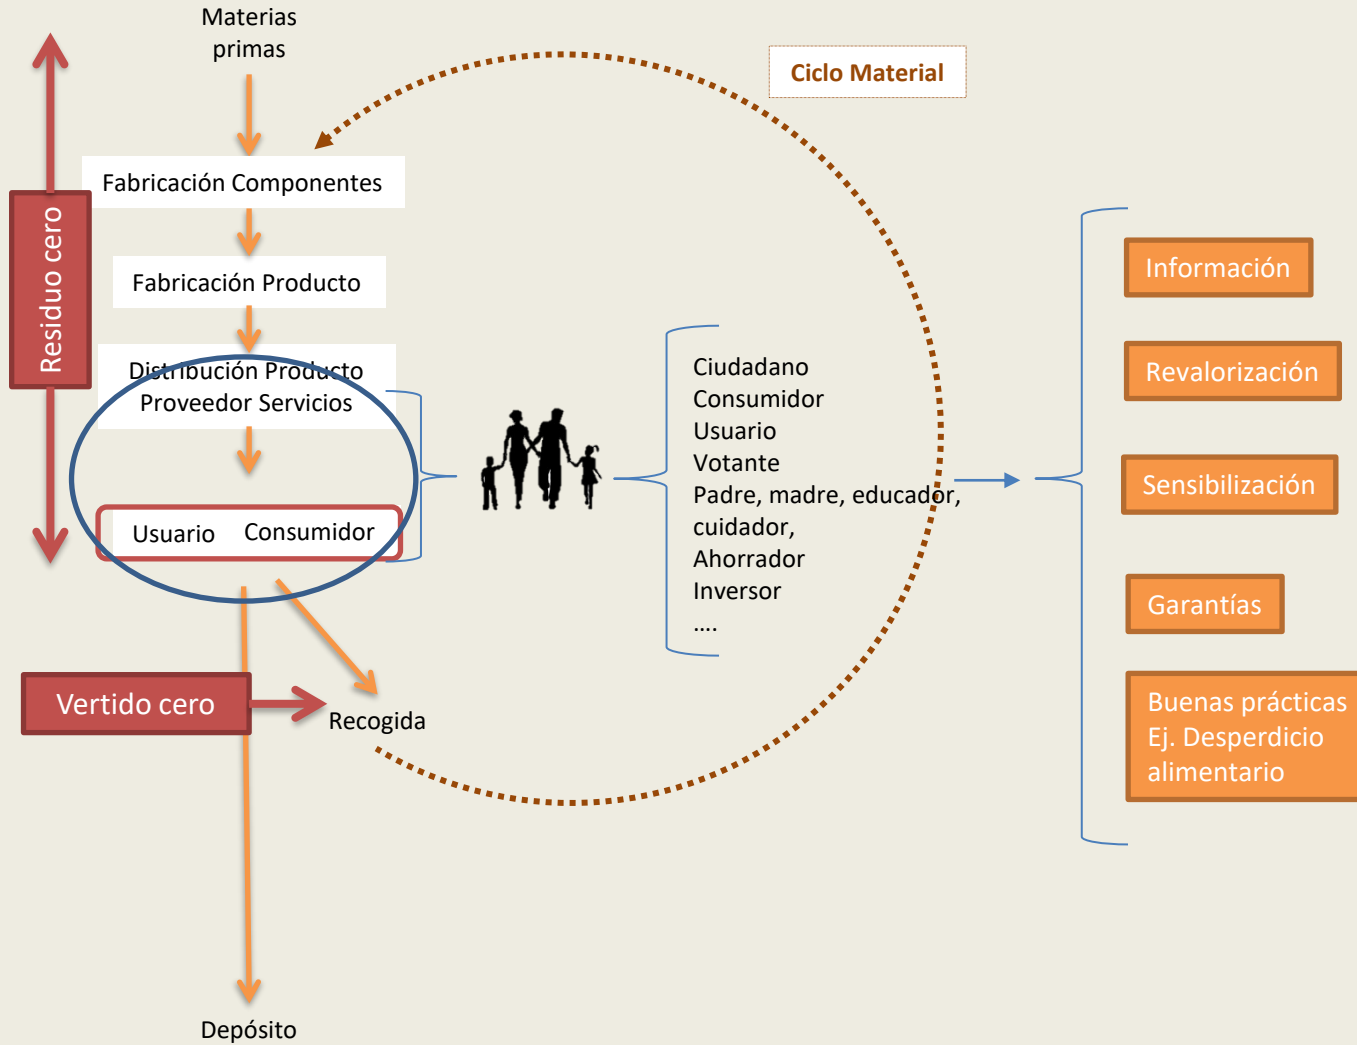 Materias
primas
Ciclo Material
Fabricación Componentes
Residuo cero
Fabricación Producto
Distribución Producto
Proveedor Servicios
Usuario
Consumidor
Ciudadano
Consumidor
Usuario
Votante
Padre, madre, educador,
cuidador,
Ahorrador
Inversor
....
Información
Revalorización
Sensibilización
Garantías
Buenas prácticas
Ej. Desperdicio
alimentario
Vertido cero
Recogida
Depósito